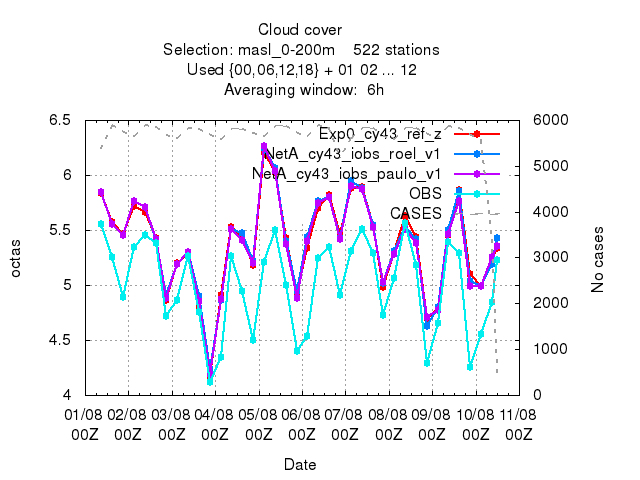 Cloud cover
Selection: masl_0-200m    522 stations
Used {00,06,12,18} + 01 02 ... 12
Averaging window:  6h
6.5
6
5.5
5
4.5
4
octas
6000
5000
4000
3000
2000
1000
0
No cases
Exp0_cy43_ref_z
NetA_cy43_iobs_roel_v1
NetA_cy43_iobs_paulo_v1
OBS
CASES
01/08 02/08 03/08 04/08 05/08 06/08 07/08 08/08 09/08 10/08 11/08
00Z 00Z 00Z 00Z 00Z 00Z 00Z 00Z 00Z 00Z 00Z
Date